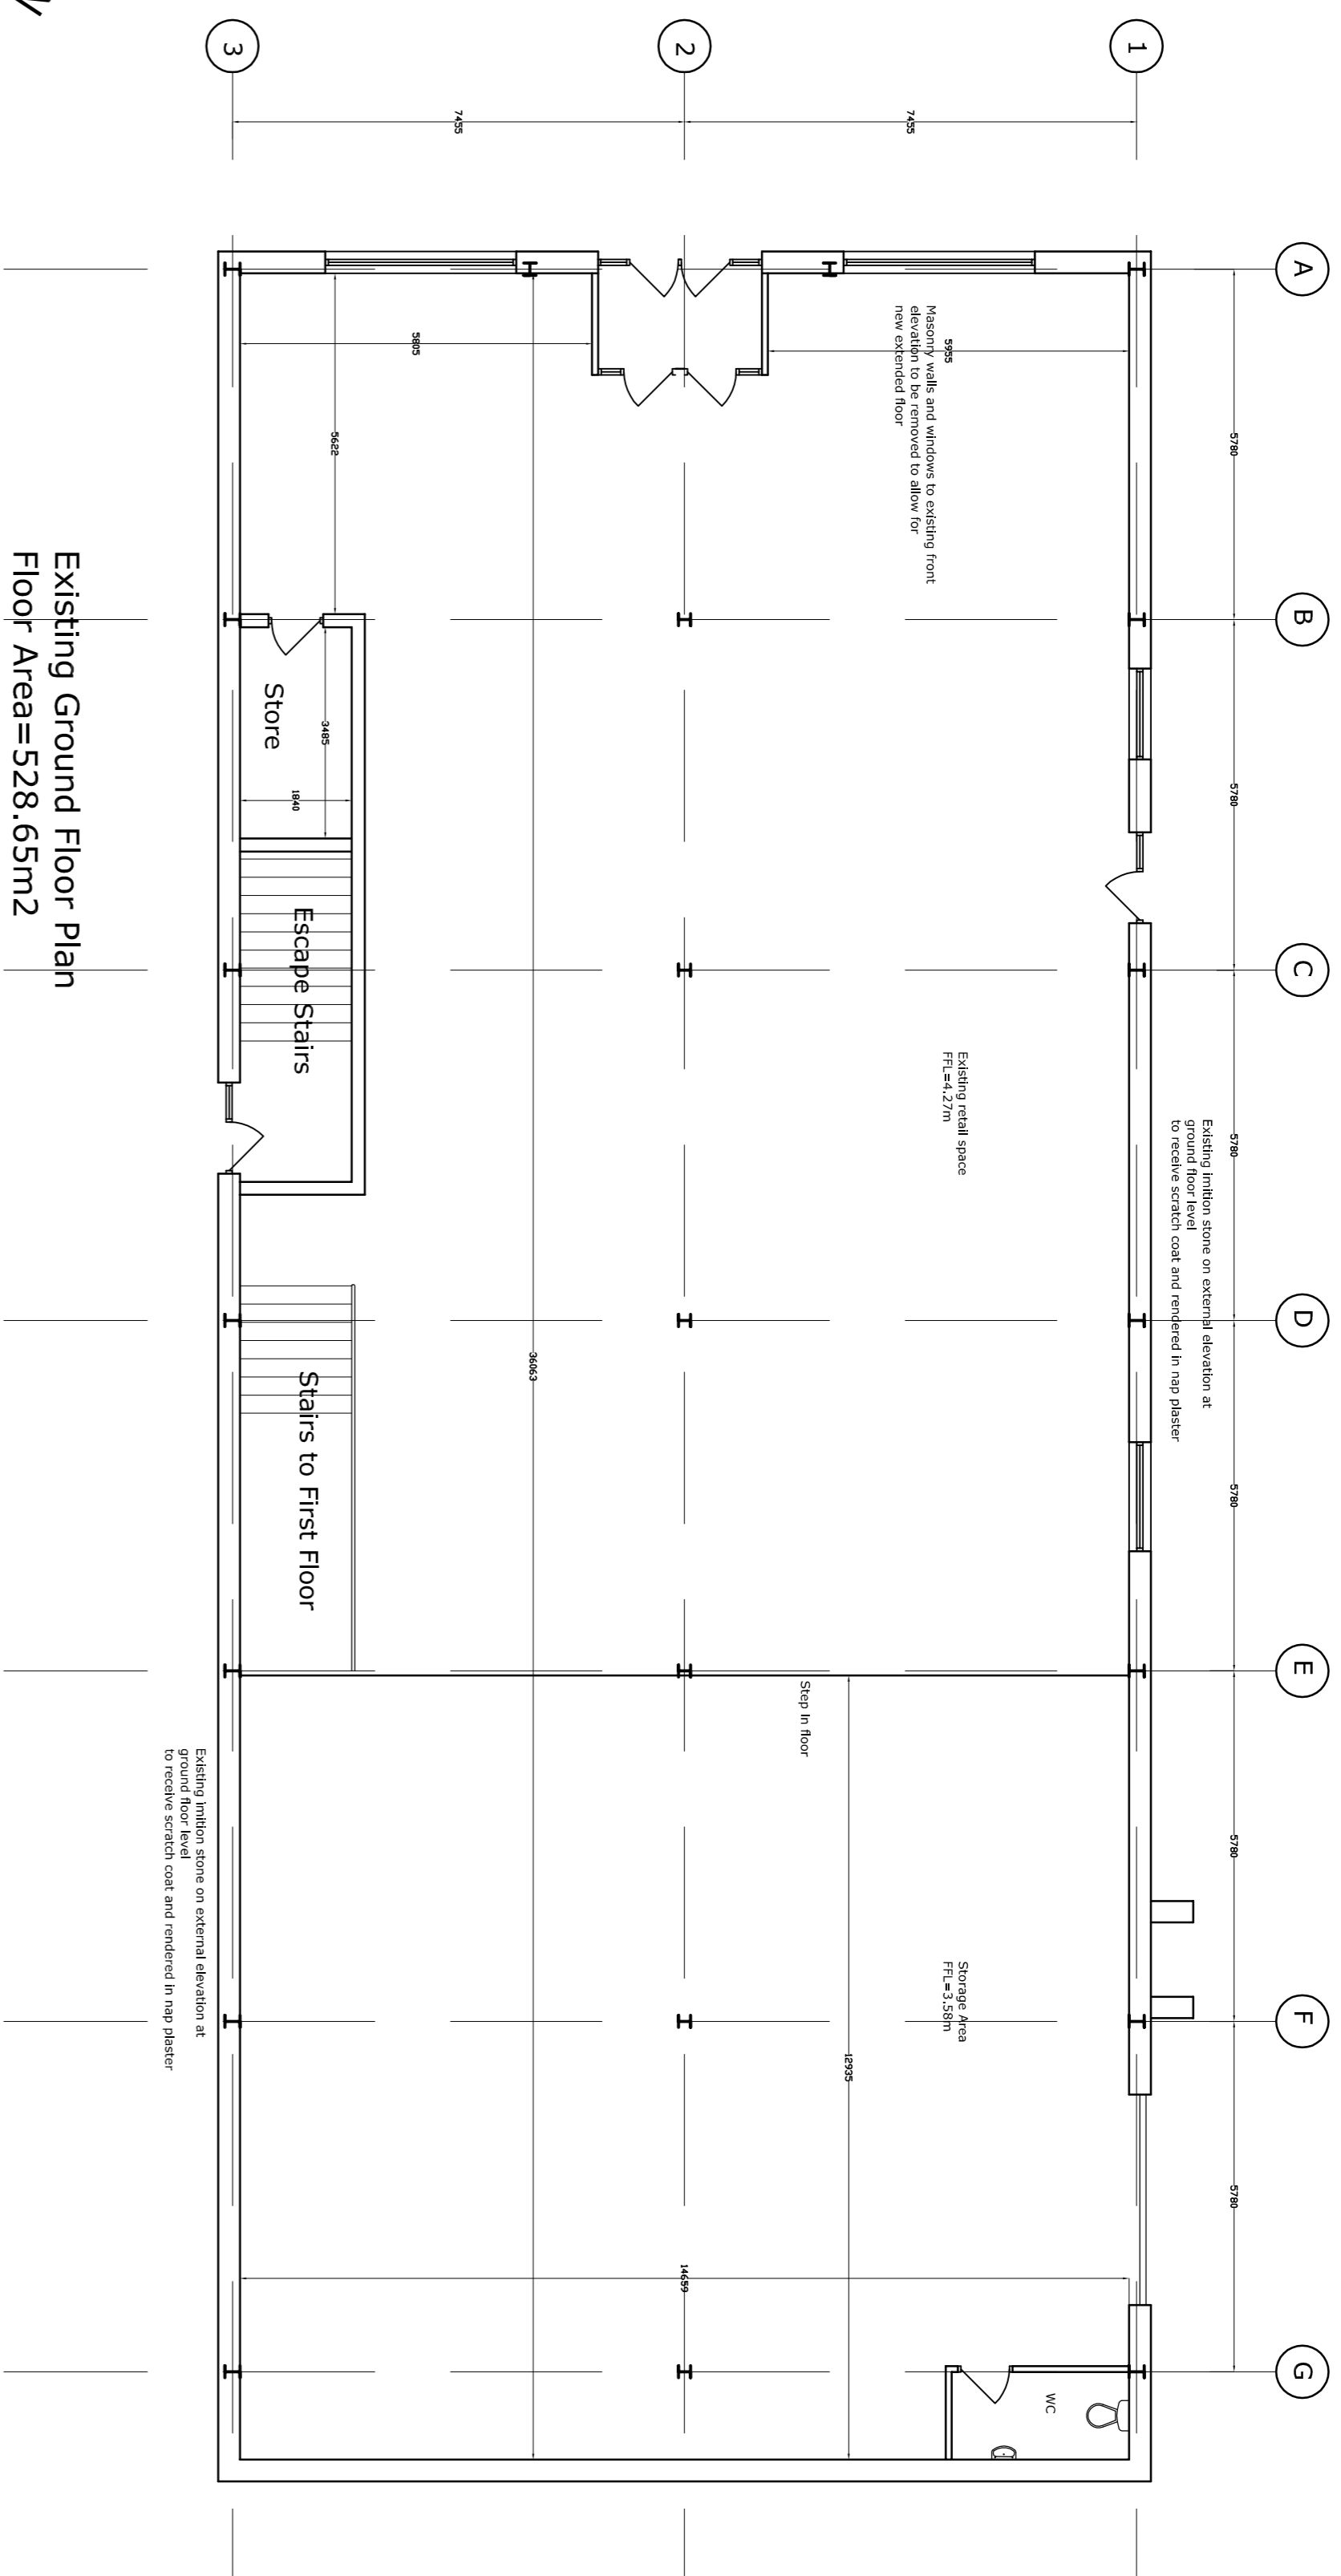 A
B
C
D
E
F
G
1
2
3
5780
5780
5780
5780
5780
5780
7455
7455
Existing imition stone on external elevation at
ground floor level
to receive scratch coat and rendered in nap plaster
Masonry walls and windows to existing front
elevation to be removed to allow for
new extended floor
5955
Existing retail space
FFL=4.27m
Storage Area
FFL=3.58m
WC
Step In floor
12935
14659
36063
5805
5622
3485
1840
Store
Escape Stairs
Stairs to First Floor
Existing imition stone on external elevation at
ground floor level
to receive scratch coat and rendered in nap plaster
Existing Ground Floor Plan
Floor Area=528.65m2